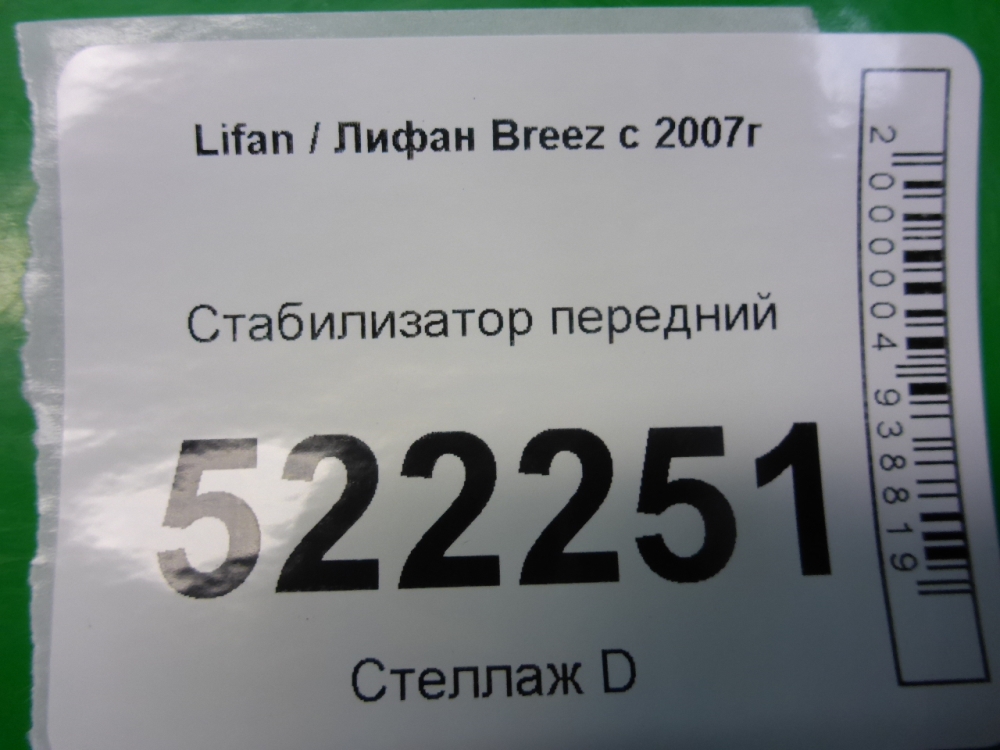 Lifan / Лифан Breez с 2007г
Стабилизатор передний
522251
Стеллаж D
2000004938819